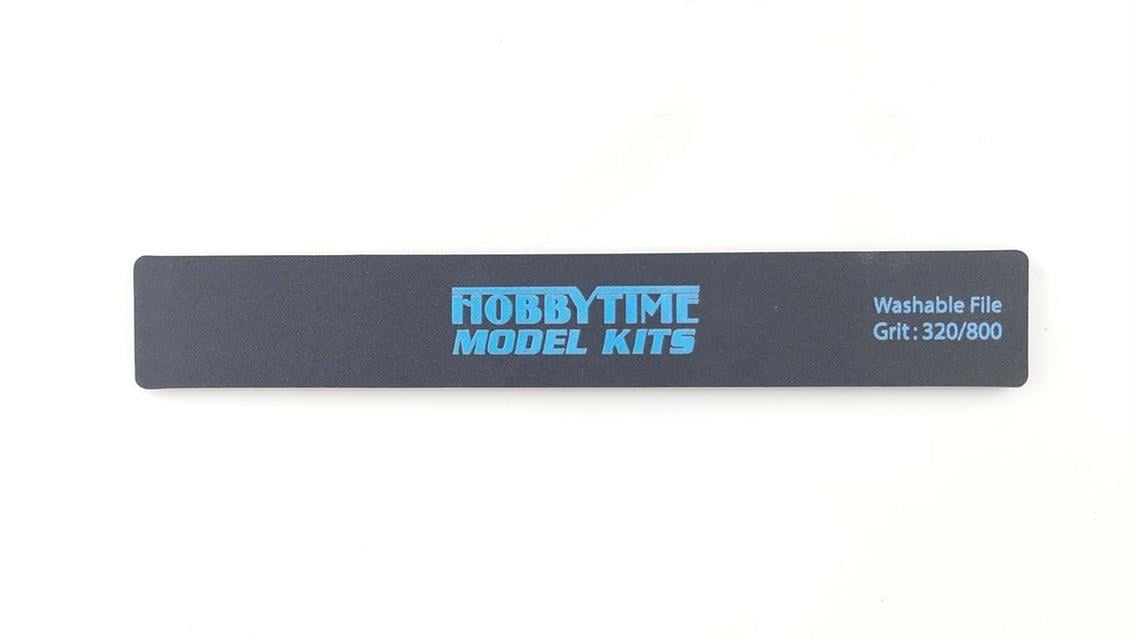 HOBBYTIME
MODEL KITS
Washable File
Grit: 320/800